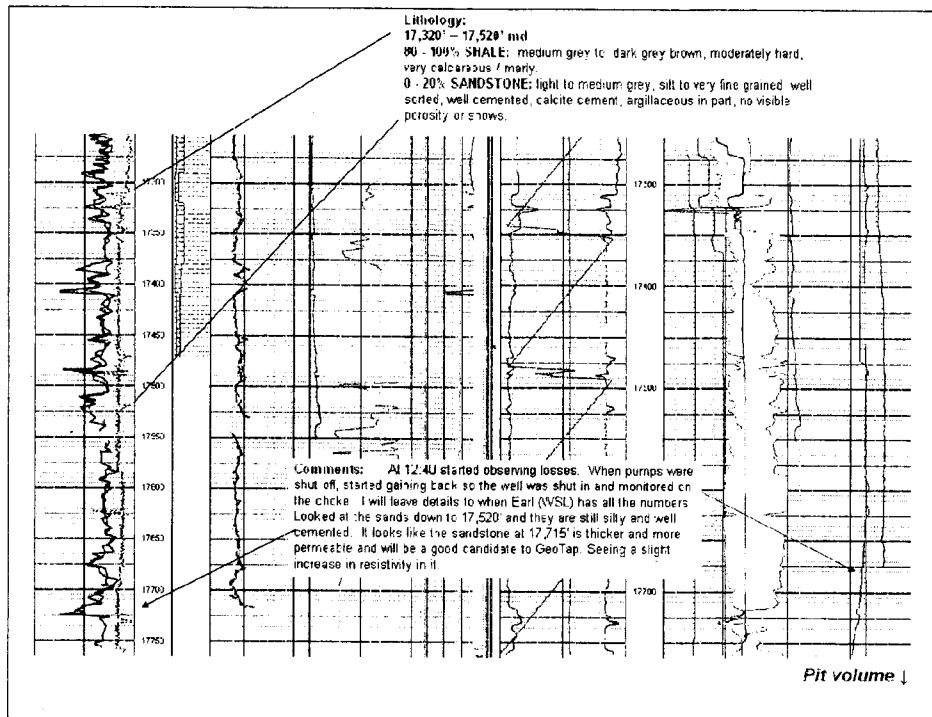 Lithology:
17,320' – 17,520' md
80 - 100% SHALE: medium grey to dark grey brown, moderately hard,
very calcareous / marly.
0 - 20% SANDSTONE: light to medium grey, silt to very fine grained well
sorted, well cemented, calcite cement, argillaceous in part, no visible
porosity or shows.
17300
17350
17400
17450
17500
17550
17600
17650
17700
17750
17300
17400
17500
17700
Comments: At 12:40 started observing losses. When pumps were
shut off, started gaining back so the well was shut in and monitored on
the choke. I will leave details to when Earl (WSL) has all the numbers
Looked at the sands down to 17,520' and they are still silty and well
cemented. It looks like the sandstone at 17,715' is thicker and more
permeable and will be a good candidate to GeoTap. Seeing a slight
increase in resistivity in it.
Pit volume ↓